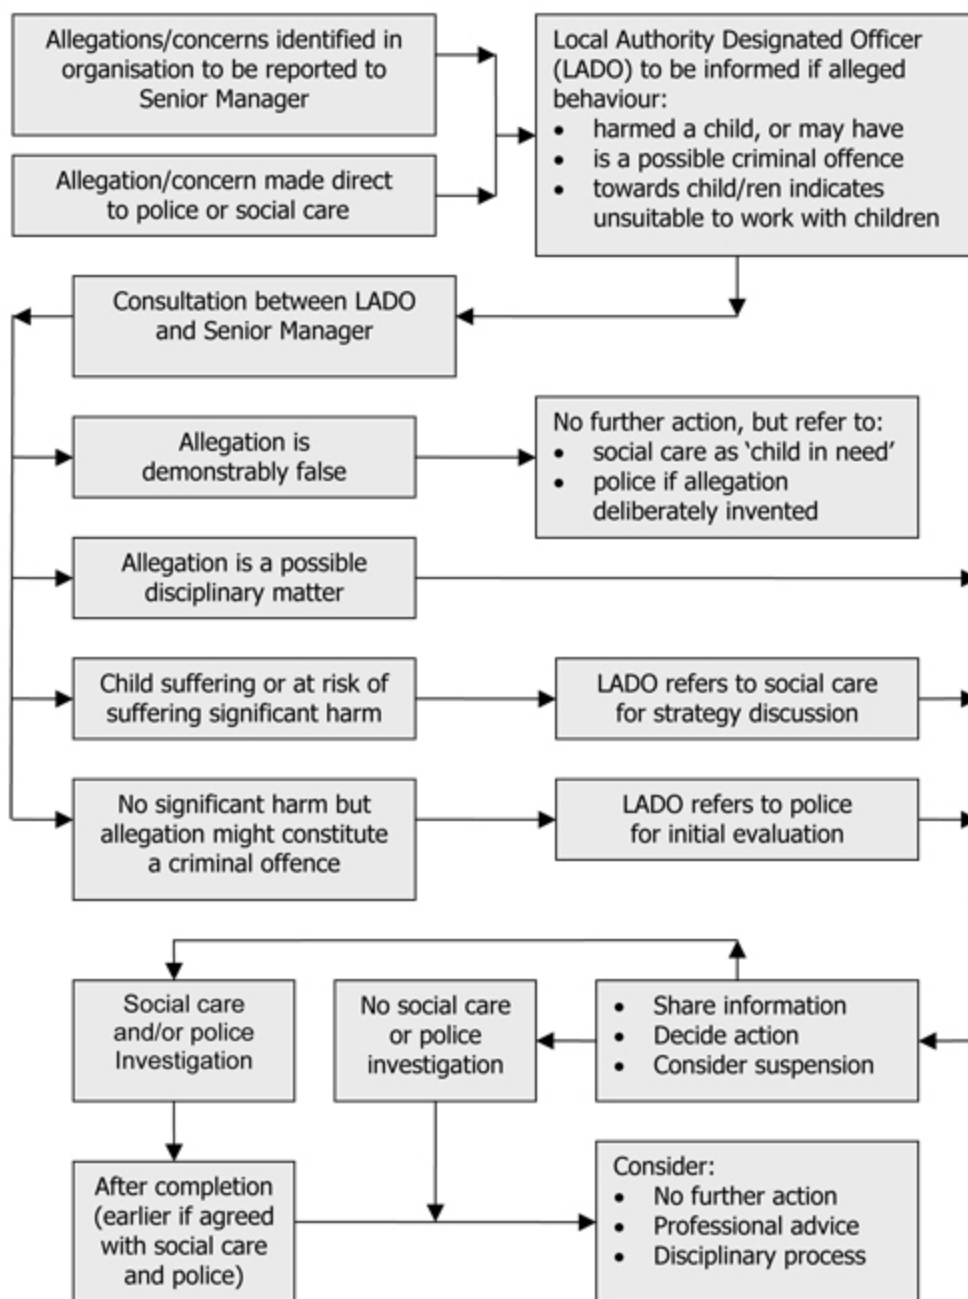 Allegations/concerns identified in
organisation to be reported to
Senior Manager
Local Authority Designated Officer
(LADO) to be informed if alleged
behaviour:
• harmed a child, or may have
• is a possible criminal offence
• towards child/ren indicates
unsuitable to work with children
Allegation/concern made direct
to police or social care
Consultation between LADO
and Senior Manager
Allegation is
demonstrably false
No further action, but refer to:
• social care as ‘child in need’
• police if allegation
deliberately invented
Allegation is a possible
disciplinary matter
Child suffering or at risk of
suffering significant harm
LADO refers to social care
for strategy discussion
No significant harm but
allegation might constitute
a criminal offence
LADO refers to police
for initial evaluation
Social care
and/or police
Investigation
No social care
or police
investigation
• Share information
• Decide action
• Consider suspension
After completion
(earlier if agreed
with social care
and police)
Consider:
• No further action
• Professional advice
• Disciplinary process